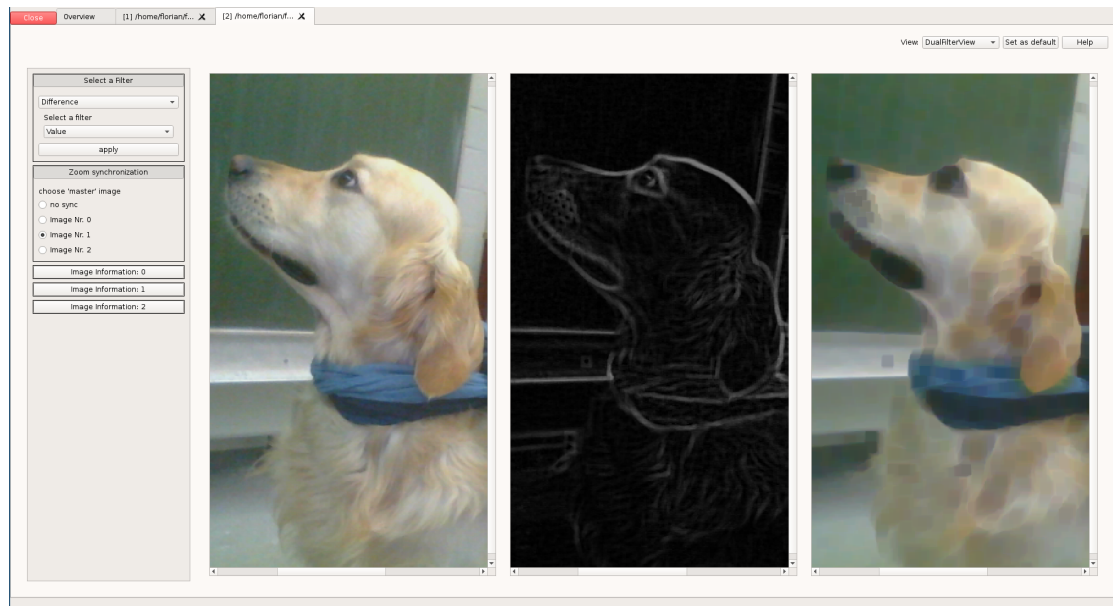 Close Overview [1] /home/florian/f... [2] /home/florian/f...
View: DualFilterView Set as default Help
Select a Filter
Difference
Select a filter
Value
apply
Zoom synchronization
choose 'master' image
no sync
Image Nr. 0
Image Nr. 1
Image Nr. 2
Image Information: 0
Image Information: 1
Image Information: 2